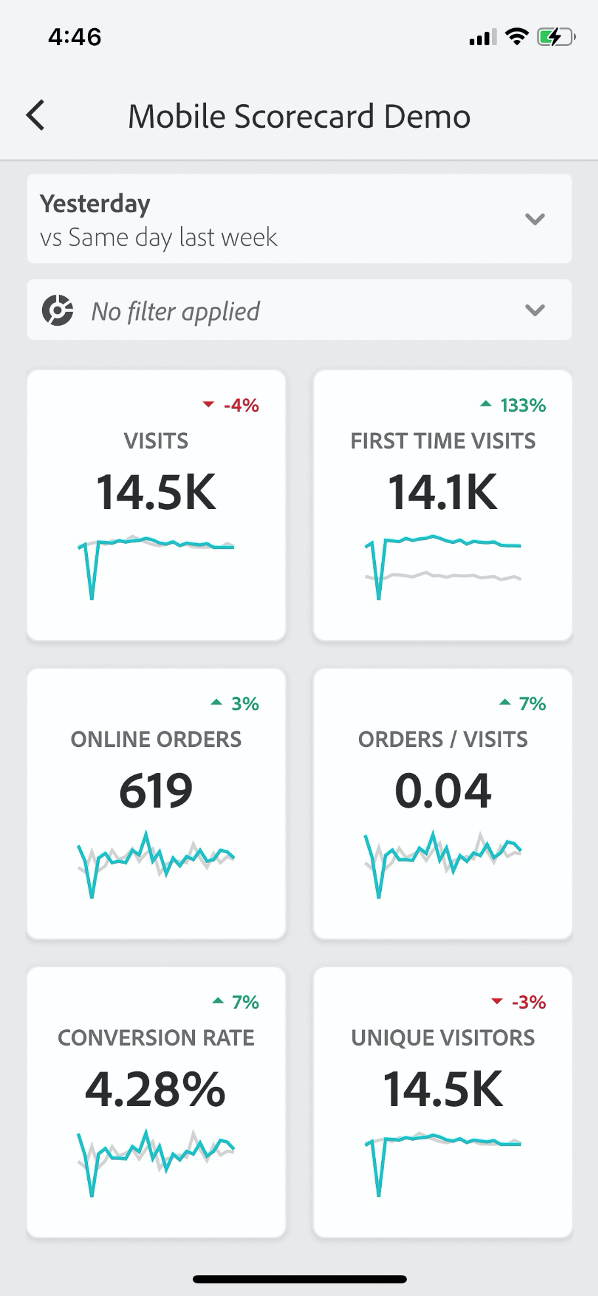 4:46
Mobile Scorecard Demo
Yesterday
vs Same day last week
No filter applied
-4%
VISITS
14.5K
133%
FIRST TIME VISITS
14.1K
3%
ONLINE ORDERS
619
7%
ORDERS / VISITS
0.04
7%
CONVERSION RATE
4.28%
-3%
UNIQUE VISITORS
14.5K